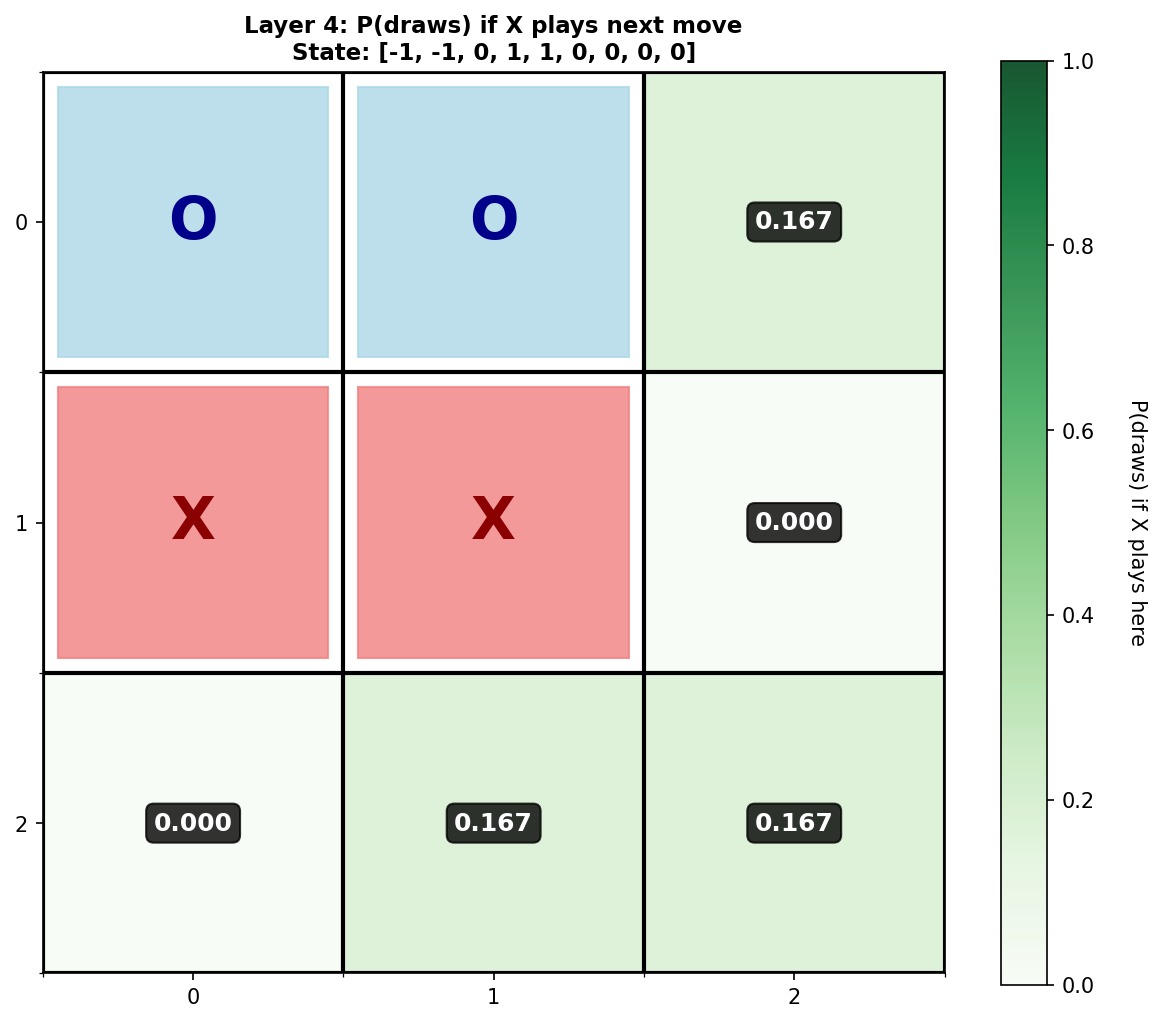 Layer 4: P(draws) if X plays next move
State: [-1, -1, 0, 1, 1, 0, 0, 0, 0]
0
O
O
0.167
1
X
X
0.000
2
0.000
0.167
0.167
0
1
2
1.0
0.8
0.6
0.4
0.2
0.0
P(draws) if X plays here